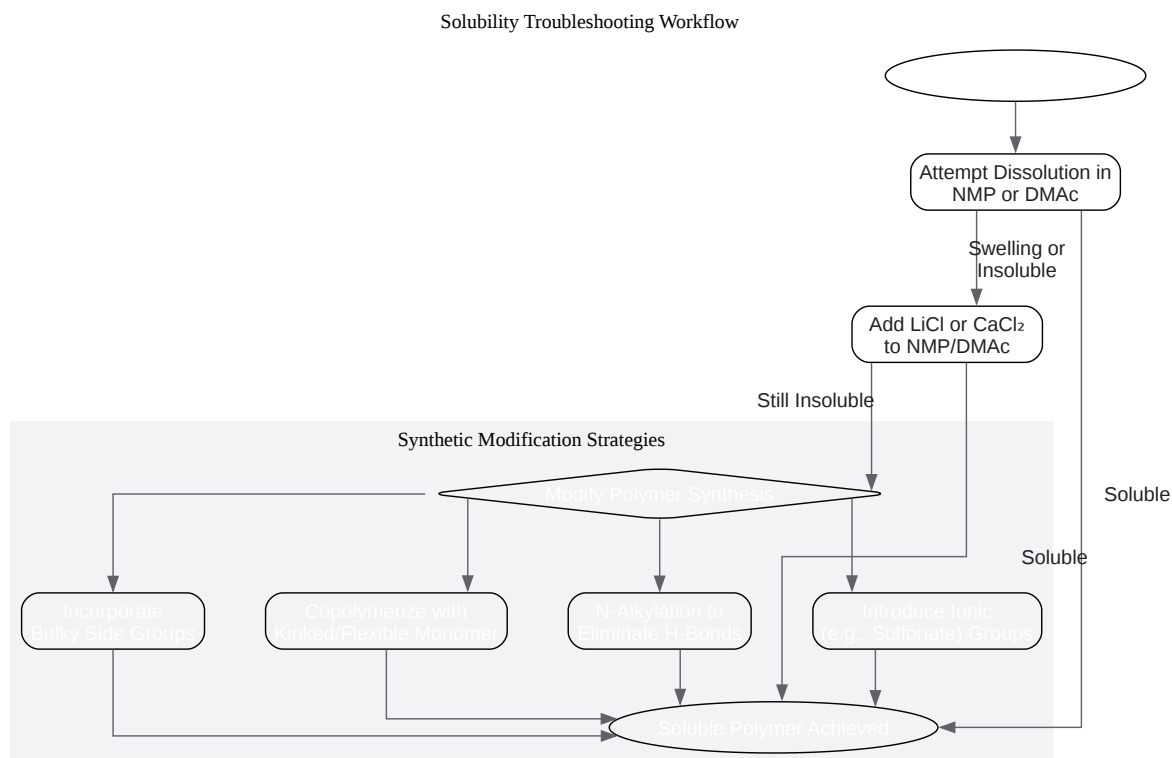 Solubility Troubleshooting Workflow
Attempt Dissolution in
NMP or DMAc
Swelling or
Insoluble
Add LiCl or CaCl₂
to NMP/DMAc
Still Insoluble
Synthetic Modification Strategies
Modify Polymer Synthesis
Soluble
Soluble
Incorporate
Bulky Side Groups
Copolymerize with
Kinked/Flexible Monomer
N-Alkylation to
Eliminate H-Bonds
Introduce Ionic
(e.g., Sulfonate) Groups
Soluble Polymer Achieved